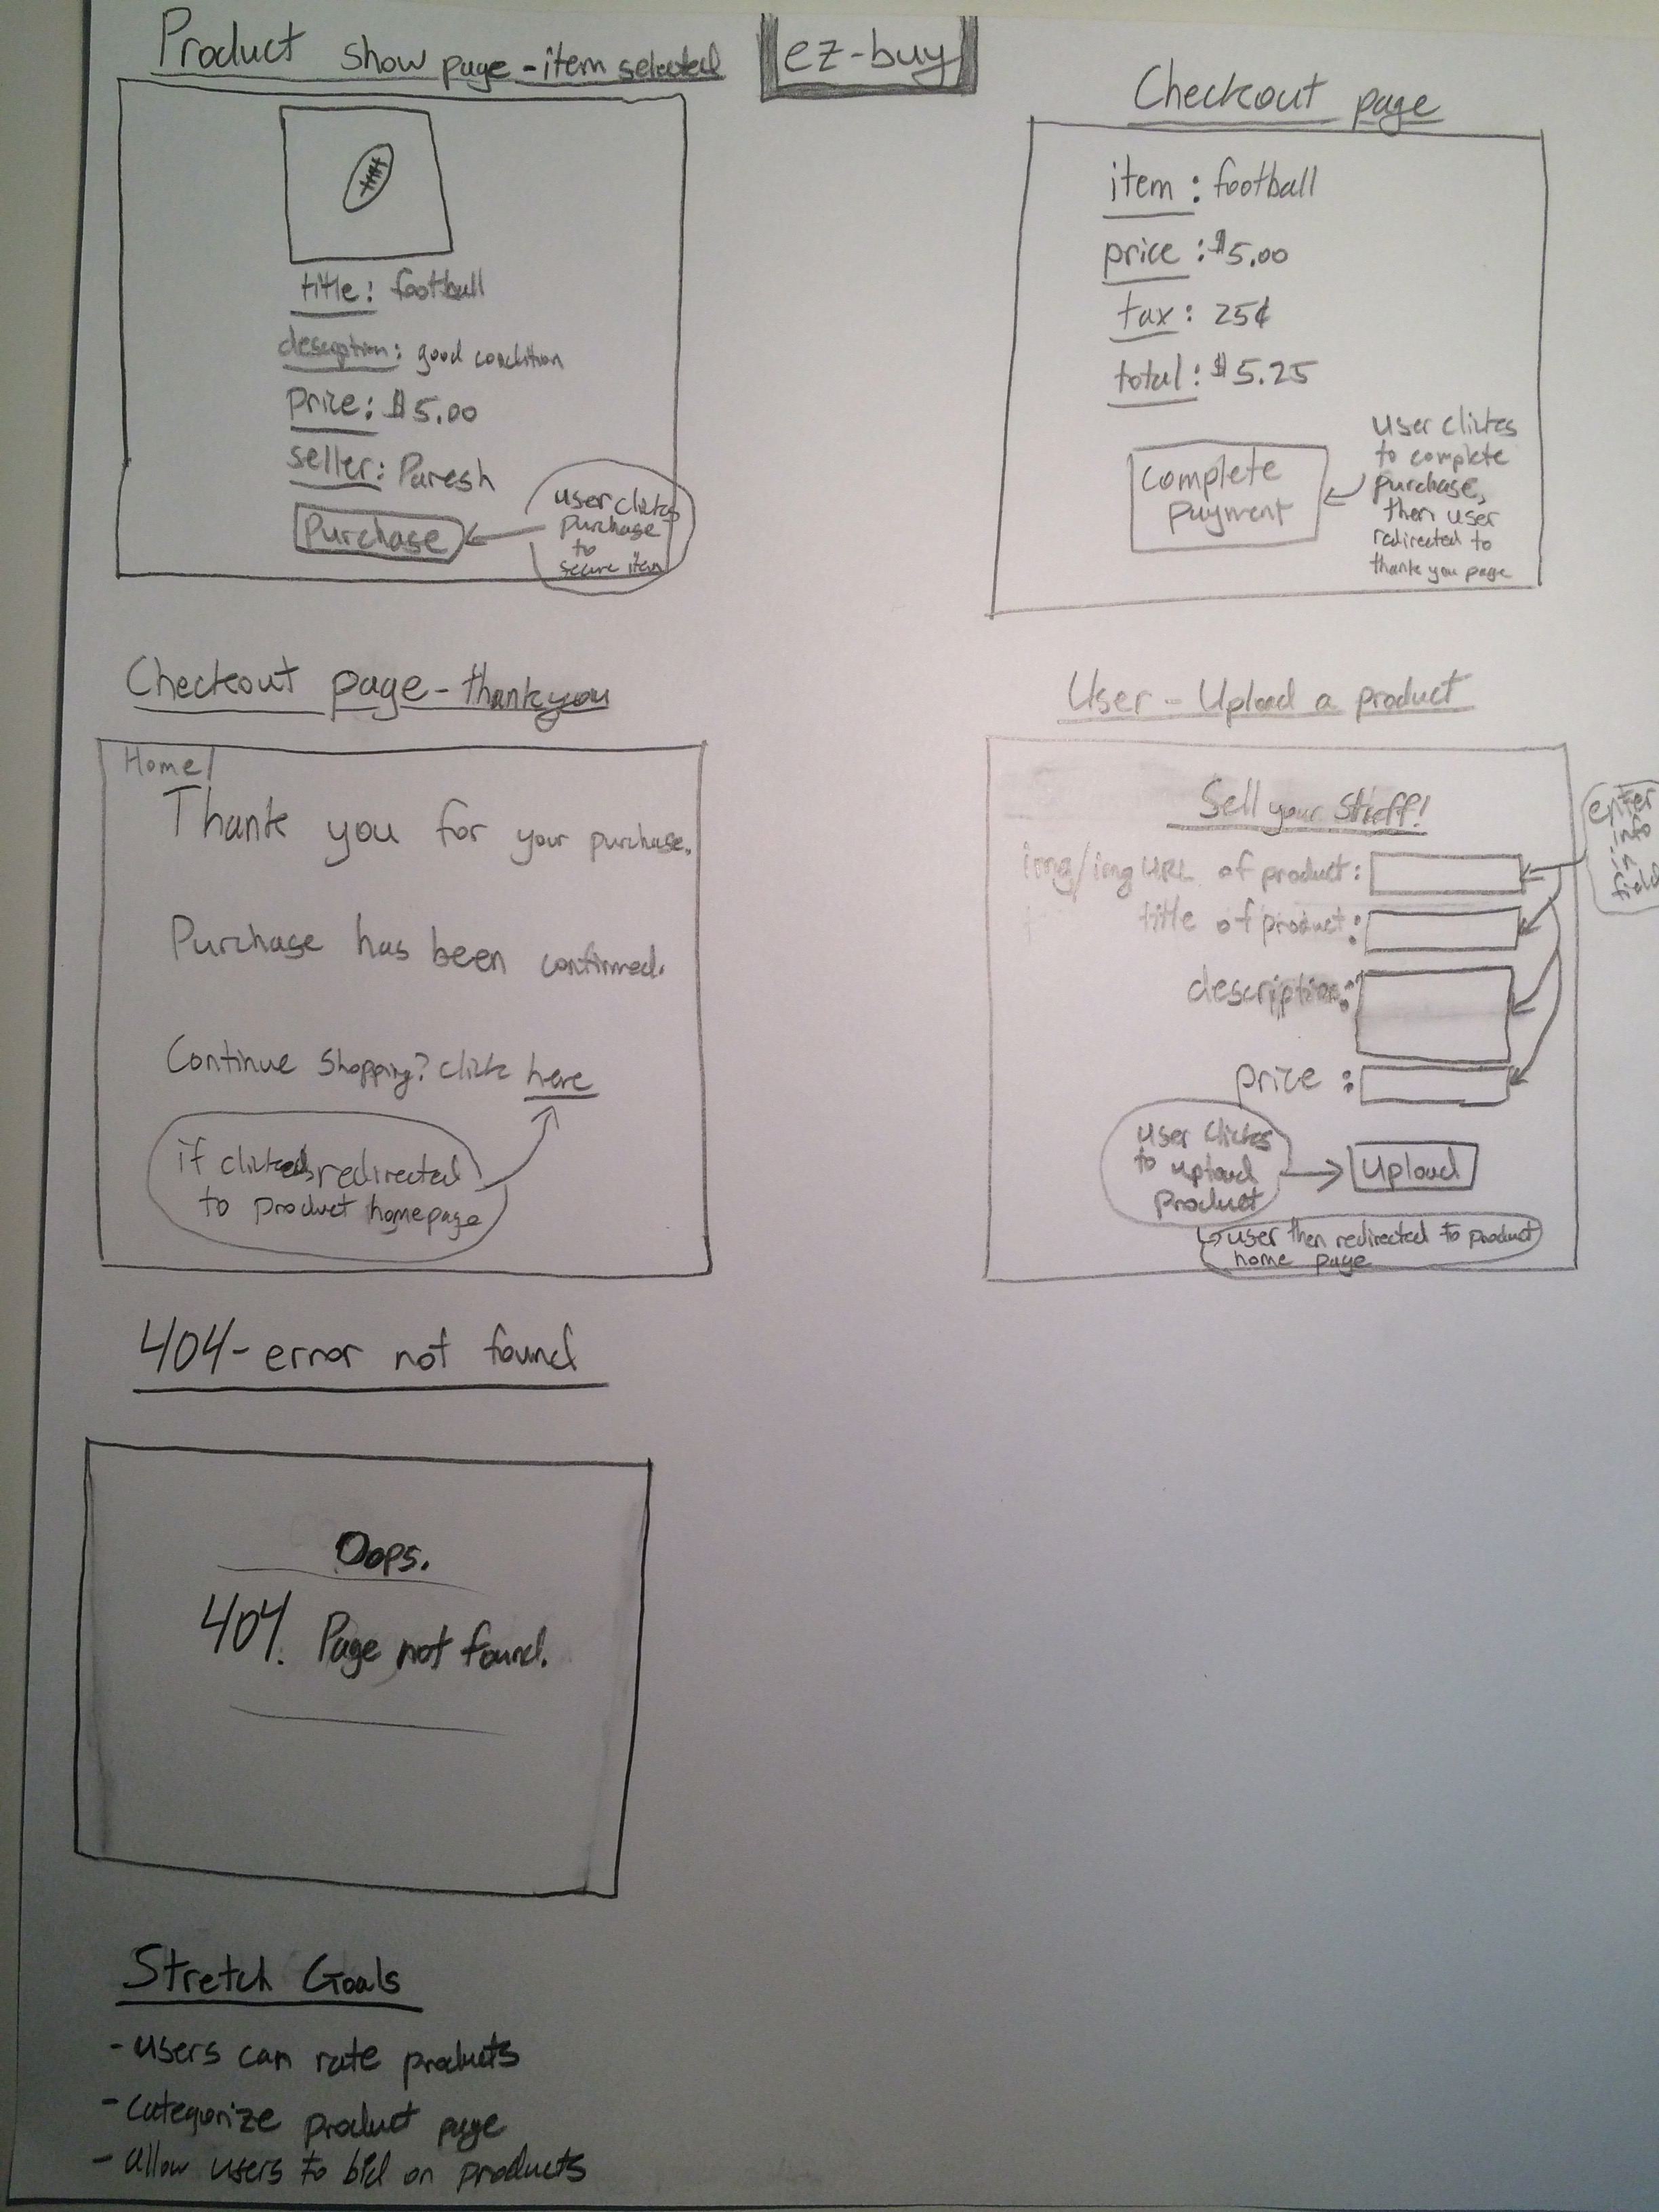 Product show page - item selected
ez-buy
title: football
description: good condition
price: $5.00
seller: Paresh
Purchase
user clicks
purchase
to
secure item
Checkout page
item: football
price: $5.00
tax: 25¢
total: $5.25
Complete
Payment
user clicks
to complete
purchase,
then user
redirected to
thank you page
Checkout page - thank you
Home
Thank you for your purchase.
Purchase has been confirmed.
Continue Shopping? click here
if clicked redirected
to product homepage
User - Upload a product
Sell your Stuff!
img/img URL of product:
title of product:
description:
price:
enter
info
in
field
user clicks
to upload
product
Upload
user then redirected to product
home page
404 - error not found
Oops.
404. Page not found.
Stretch Goals
- users can rate products
- categorize product page
- allow users to bid on products